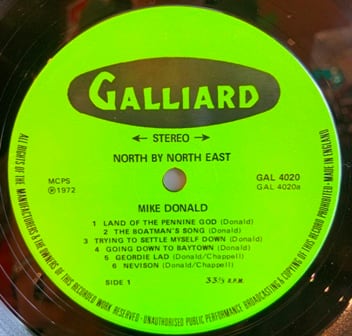 GALLIARD
← STEREO →
NORTH BY NORTH EAST
MCPS
℗1972
GAL 4020
GAL 4020a
MIKE DONALD
1 LAND OF THE PENNINE GOD (Donald)
2 THE BOATMAN'S SONG (Donald)
3 TRYING TO SETTLE MYSELF DOWN (Donald)
4 GOING DOWN TO BAYTOWN (Donald)
5 GEORDIE LAD (Donald/Chappell)
6 NEVISON (Donald/Chappell)
SIDE 1
33⅓ R.P.M.
ALL RIGHTS OF THE MANUFACTURERS & THE OWNERS OF THIS RECORDED WORK RESERVED · UNAUTHORISED PUBLIC PERFORMANCE BROADCASTING & COPYING OF THIS RECORD PROHIBITED · MADE IN ENGLAND